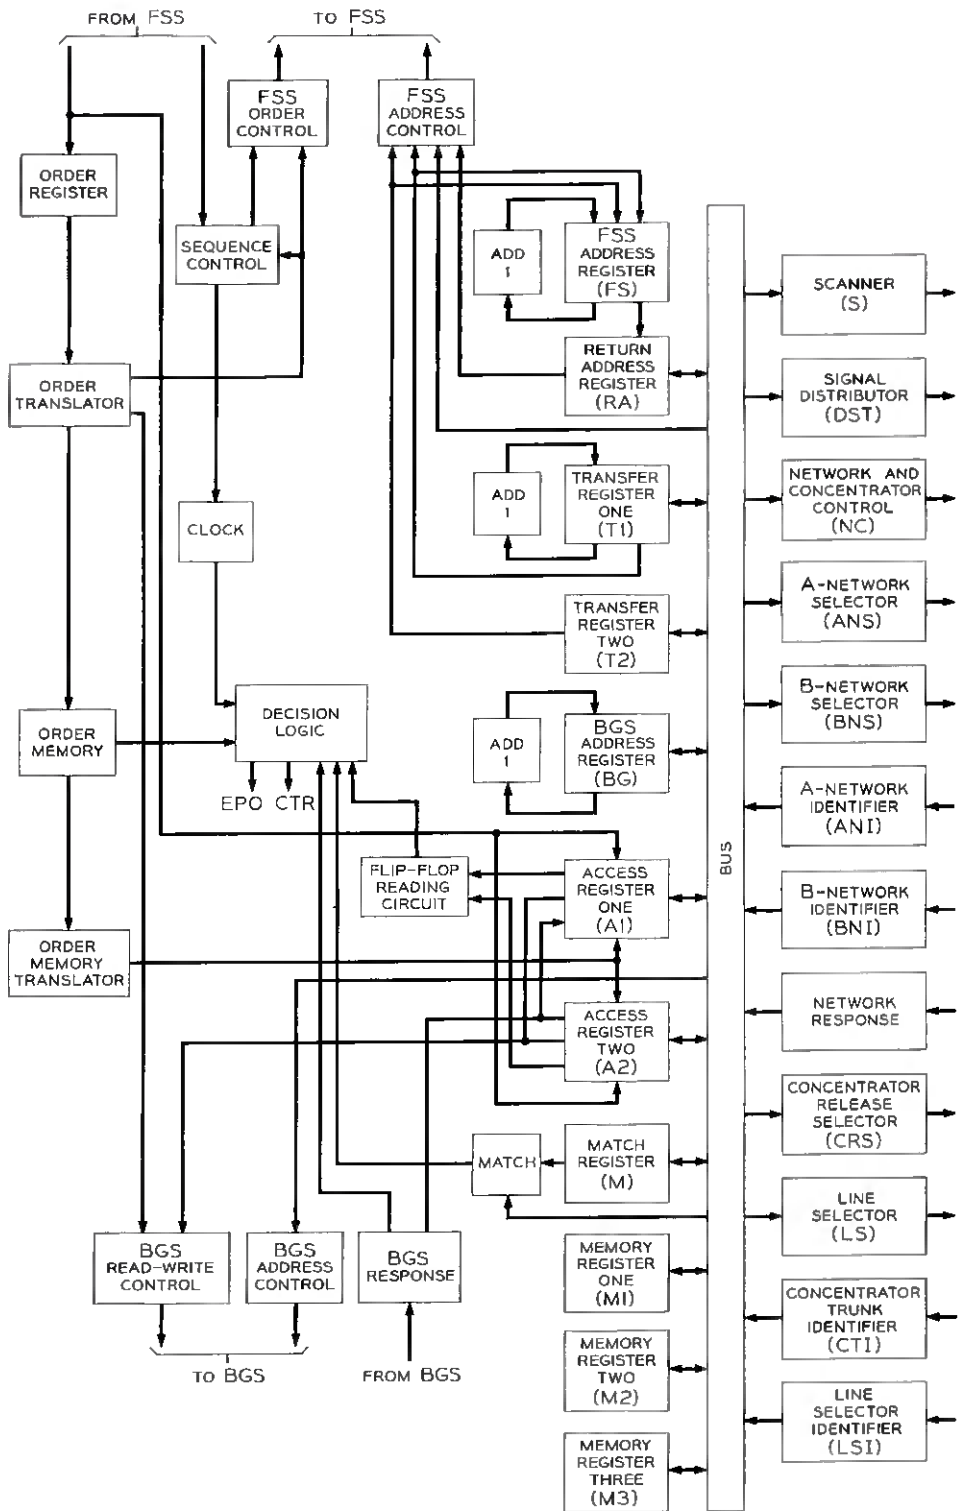 FROM FSS
TO FSS
FSS
ORDER
CONTROL
FSS
ADDRESS
CONTROL
ORDER
REGISTER
SEQUENCE
CONTROL
ADD
1
FSS
ADDRESS
REGISTER
(FS)
RETURN
ADDRESS
REGISTER
(RA)
ORDER
TRANSLATOR
CLOCK
ADD
1
TRANSFER
REGISTER
ONE
(T1)
TRANSFER
REGISTER
TWO
(T2)
ORDER
MEMORY
DECISION
LOGIC
EPO CTR
ADD
1
BGS
ADDRESS
REGISTER
(BG)
FLIP-FLOP
READING
CIRCUIT
ACCESS
REGISTER
ONE
(A1)
ORDER
MEMORY
TRANSLATOR
ACCESS
REGISTER
TWO
(A2)
MATCH
MATCH
REGISTER
(M)
BGS
READ-WRITE
CONTROL
BGS
ADDRESS
CONTROL
BGS
RESPONSE
TO BGS
FROM BGS
MEMORY
REGISTER
ONE
(M1)
MEMORY
REGISTER
TWO
(M2)
MEMORY
REGISTER
THREE
(M3)
BUS
SCANNER
(S)
SIGNAL
DISTRIBUTOR
(DST)
NETWORK AND
CONCENTRATOR
CONTROL
(NC)
A-NETWORK
SELECTOR
(ANS)
B-NETWORK
SELECTOR
(BNS)
A-NETWORK
IDENTIFIER
(ANI)
B-NETWORK
IDENTIFIER
(BNI)
NETWORK
RESPONSE
CONCENTRATOR
RELEASE
SELECTOR
(CRS)
LINE
SELECTOR
(LS)
CONCENTRATOR
TRUNK
IDENTIFIER
(CTI)
LINE
SELECTOR
IDENTIFIER
(LSI)